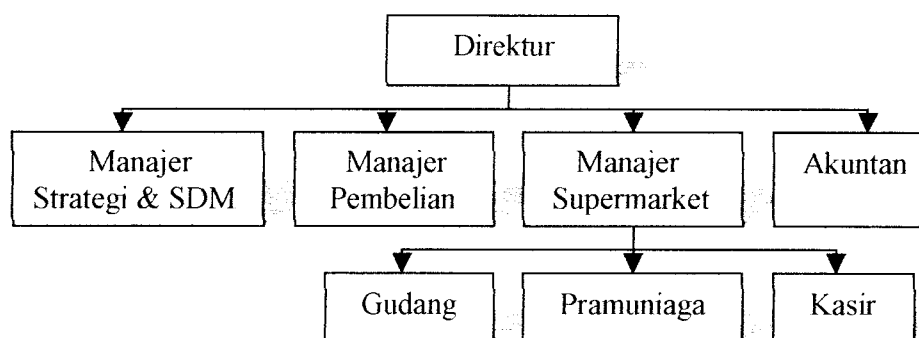 Direktur
Manajer
Strategi & SDM
Manajer
Pembelian
Manajer
Supermarket
Akuntan
Gudang
Pramuniaga
Kasir